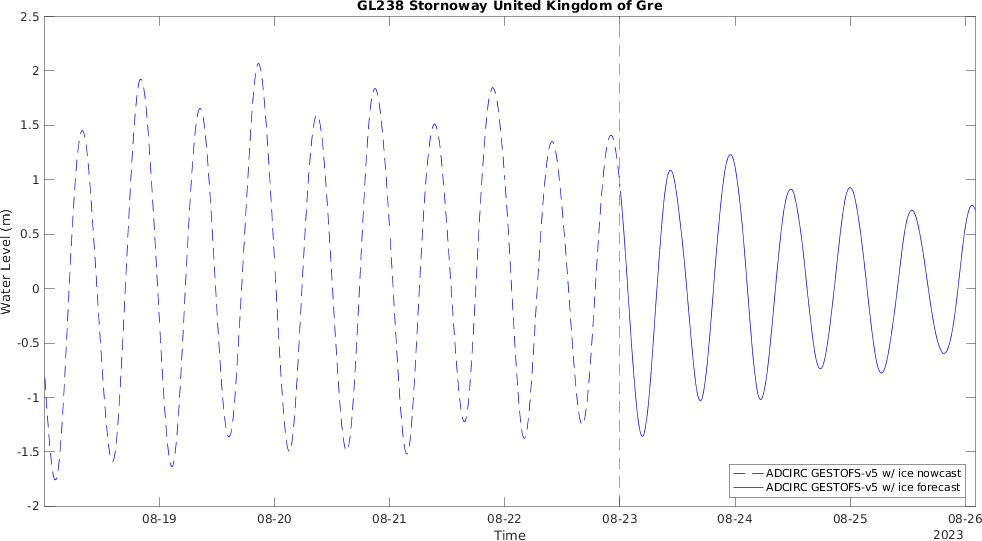 GL238 Stornoway United Kingdom of Gre
2.5
2
1.5
1
0.5
0
-0.5
-1
-1.5
-2
Water Level (m)
ADCIRC GESTOFS-v5 w/ ice nowcast
ADCIRC GESTOFS-v5 w/ ice forecast
08-19 08-20 08-21 08-22 08-23 08-24 08-25 08-26
Time
2023